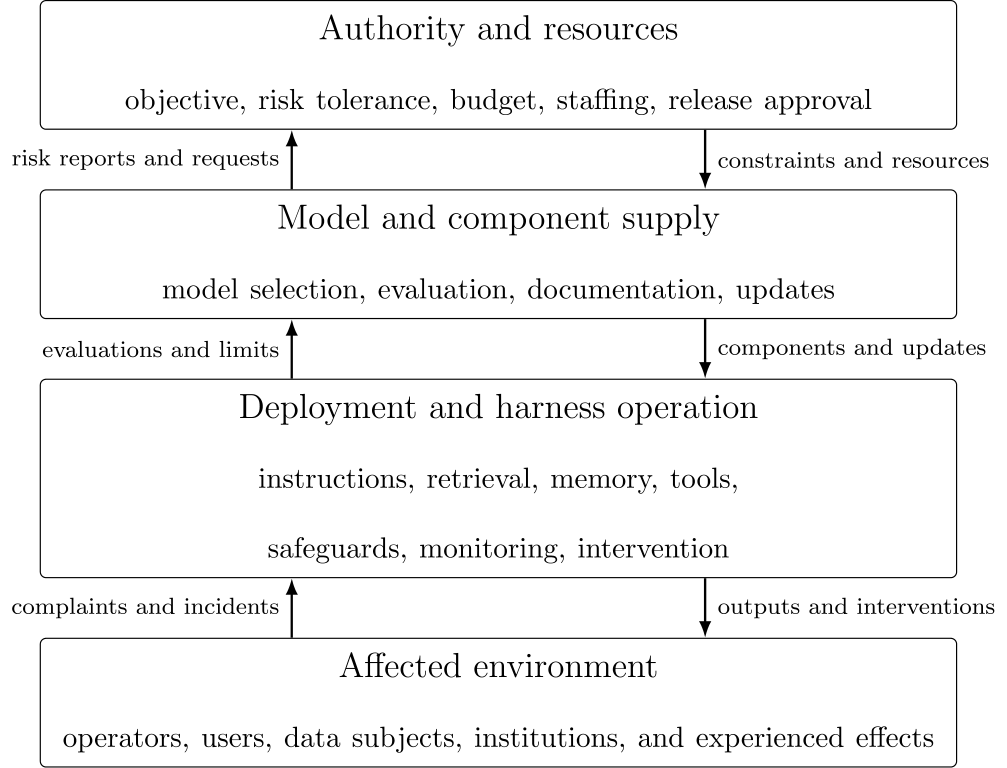 Authority and resources
objective, risk tolerance, budget, staffing, release approval
risk reports and requests
constraints and resources
Model and component supply
model selection, evaluation, documentation, updates
evaluations and limits
components and updates
Deployment and harness operation
instructions, retrieval, memory, tools,
safeguards, monitoring, intervention
complaints and incidents
outputs and interventions
Affected environment
operators, users, data subjects, institutions, and experienced effects